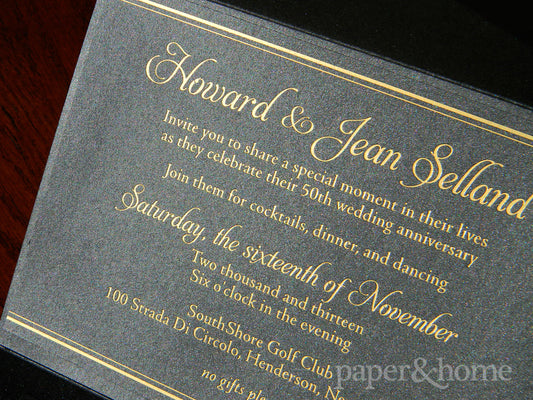 Howard & Jean Selland
Invite you to share a special moment in their lives
as they celebrate their 50th wedding anniversary
Join them for cocktails, dinner, and dancing
Saturday, the sixteenth of November
Two thousand and thirteen
Six o'clock in the evening
SouthShore Golf Club
100 Strada Di Circolo, Henderson,
no gifts
paper&home